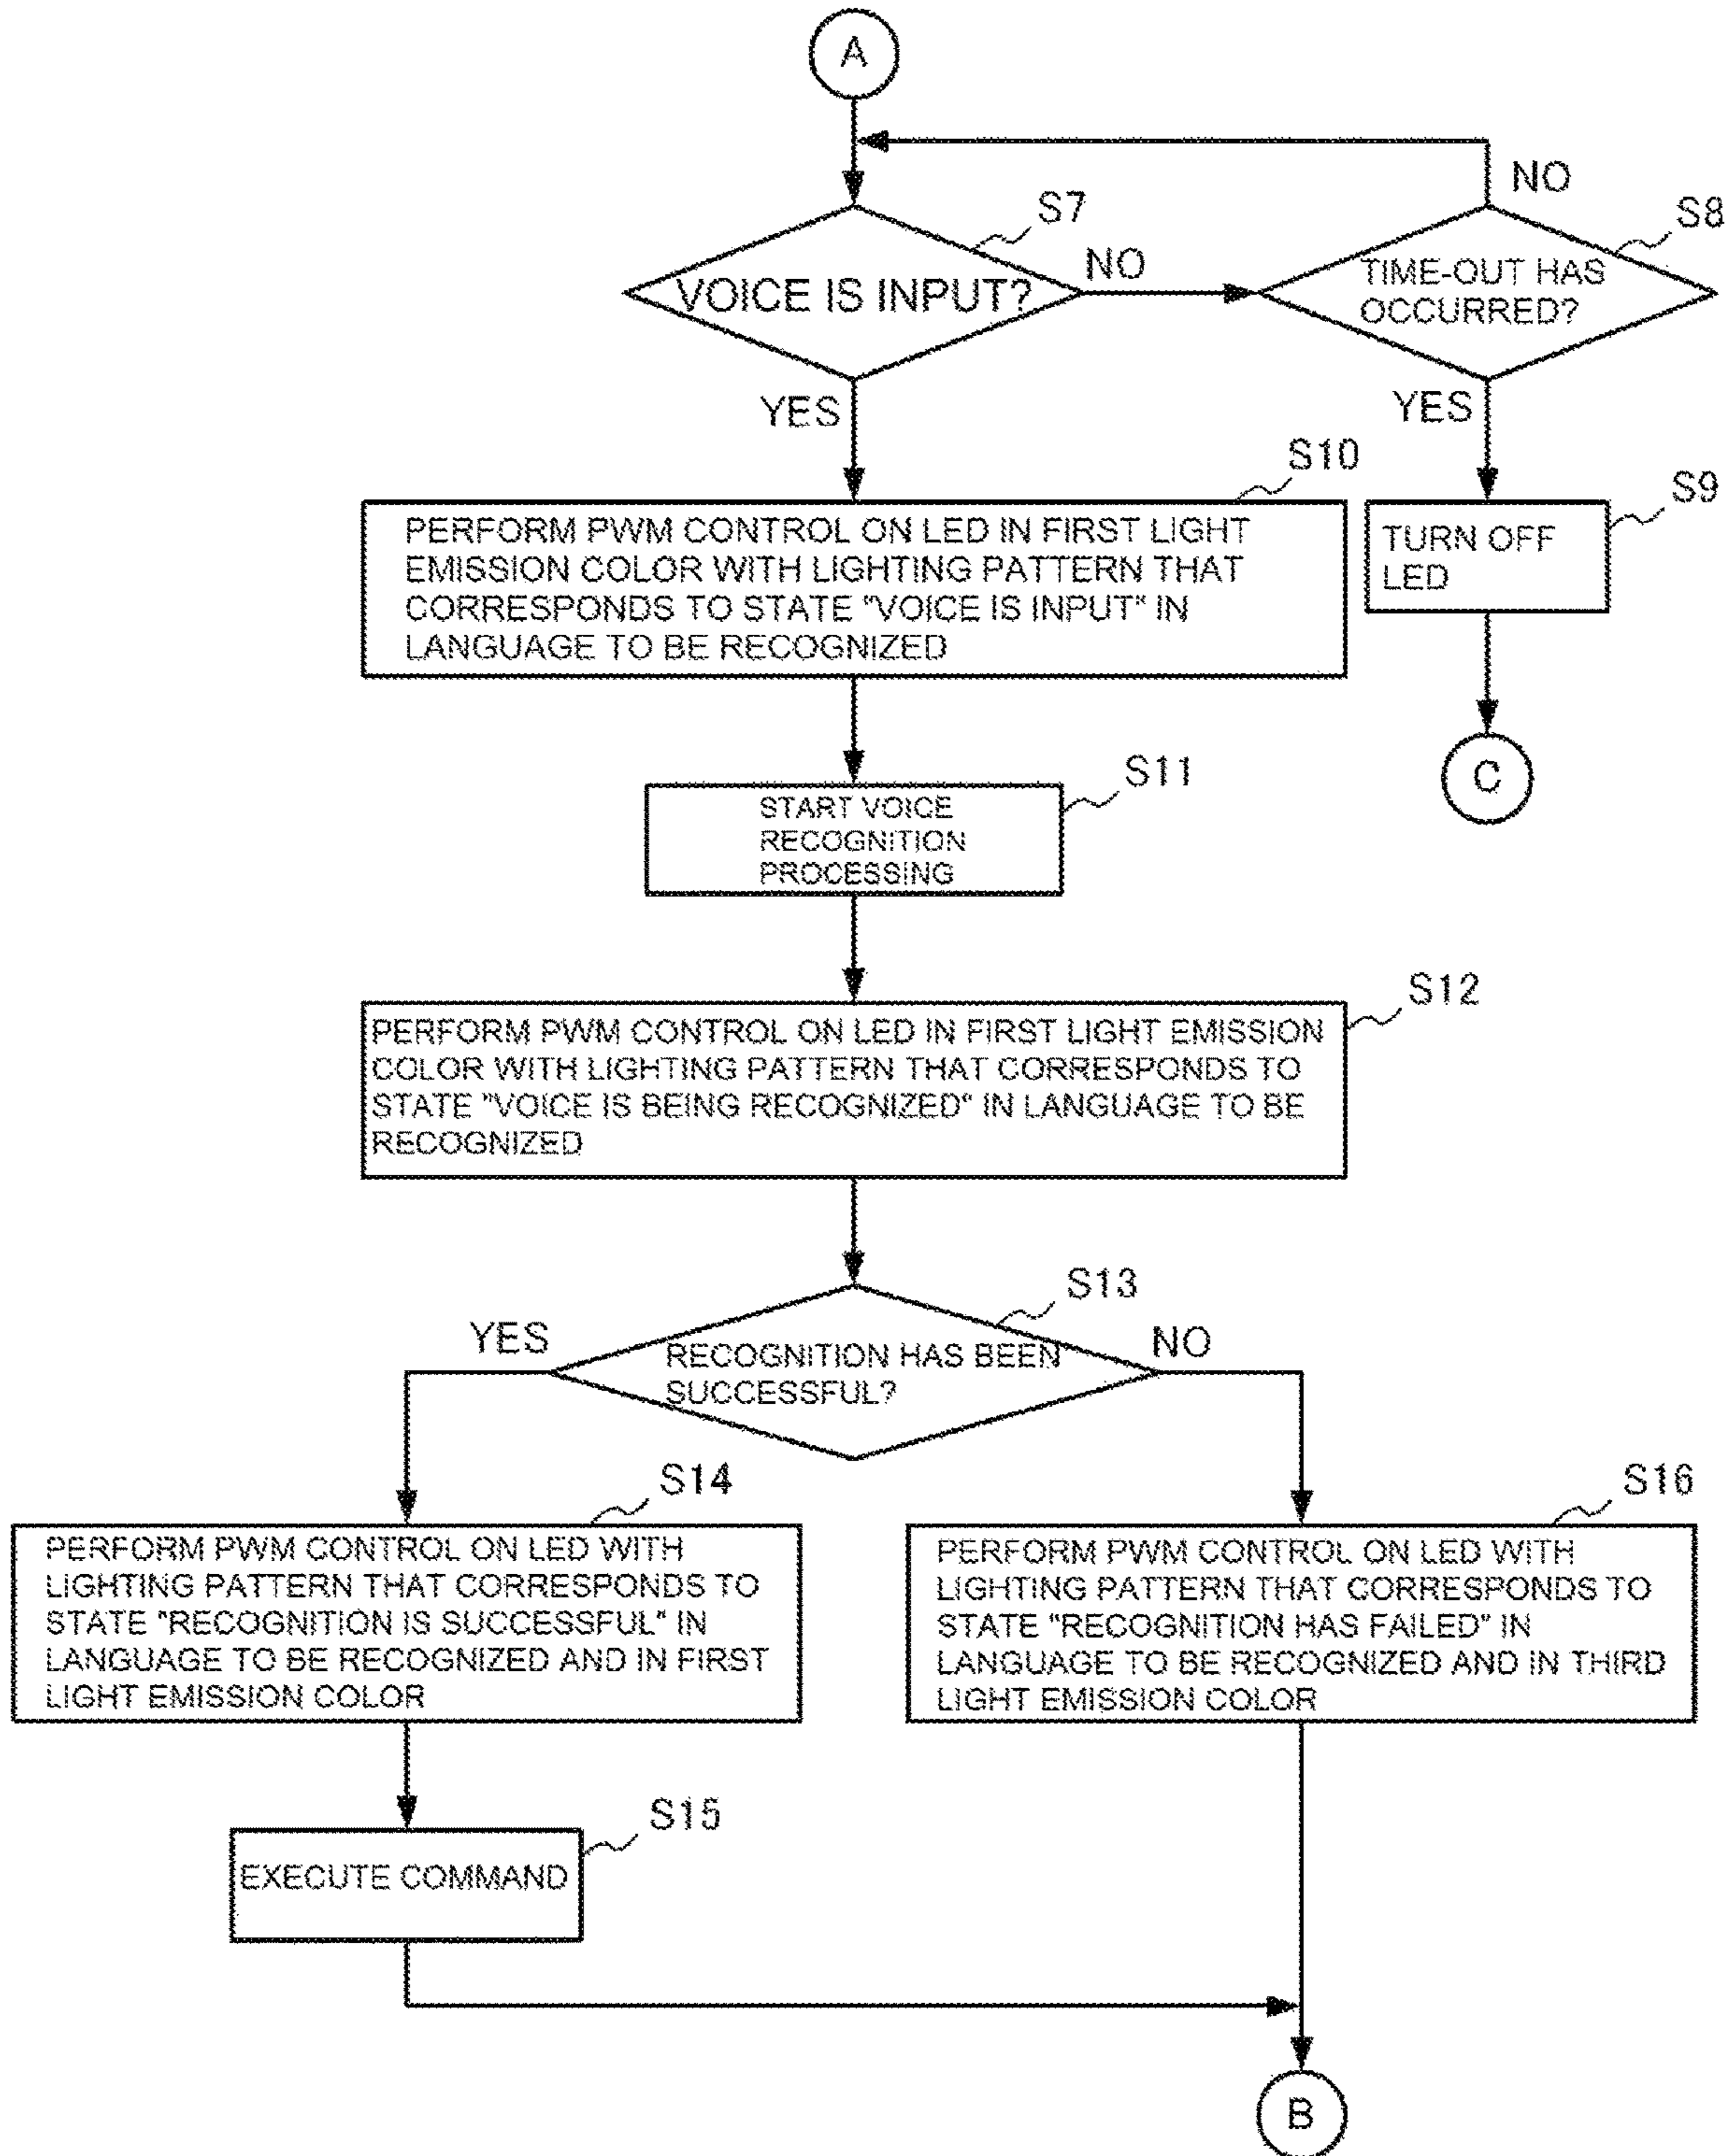 A
NO
S7
S8
VOICE IS INPUT?
NO
TIME-OUT HAS
OCCURRED?
YES
YES
S10
S9
PERFORM PWM CONTROL ON LED IN FIRST LIGHT
EMISSION COLOR WITH LIGHTING PATTERN THAT
CORRESPONDS TO STATE "VOICE IS INPUT" IN
LANGUAGE TO BE RECOGNIZED
TURN OFF
LED
C
S11
START VOICE
RECOGNITION
PROCESSING
S12
PERFORM PWM CONTROL ON LED IN FIRST LIGHT EMISSION
COLOR WITH LIGHTING PATTERN THAT CORRESPONDS TO
STATE "VOICE IS BEING RECOGNIZED" IN LANGUAGE TO BE
RECOGNIZED
S13
YES
NO
RECOGNITION HAS BEEN
SUCCESSFUL?
S14
S16
PERFORM PWM CONTROL ON LED WITH
LIGHTING PATTERN THAT CORRESPONDS TO
STATE "RECOGNITION IS SUCCESSFUL" IN
LANGUAGE TO BE RECOGNIZED AND IN FIRST
LIGHT EMISSION COLOR
PERFORM PWM CONTROL ON LED WITH
LIGHTING PATTERN THAT CORRESPONDS TO
STATE "RECOGNITION HAS FAILED" IN
LANGUAGE TO BE RECOGNIZED AND IN THIRD
LIGHT EMISSION COLOR
S15
EXECUTE COMMAND
B